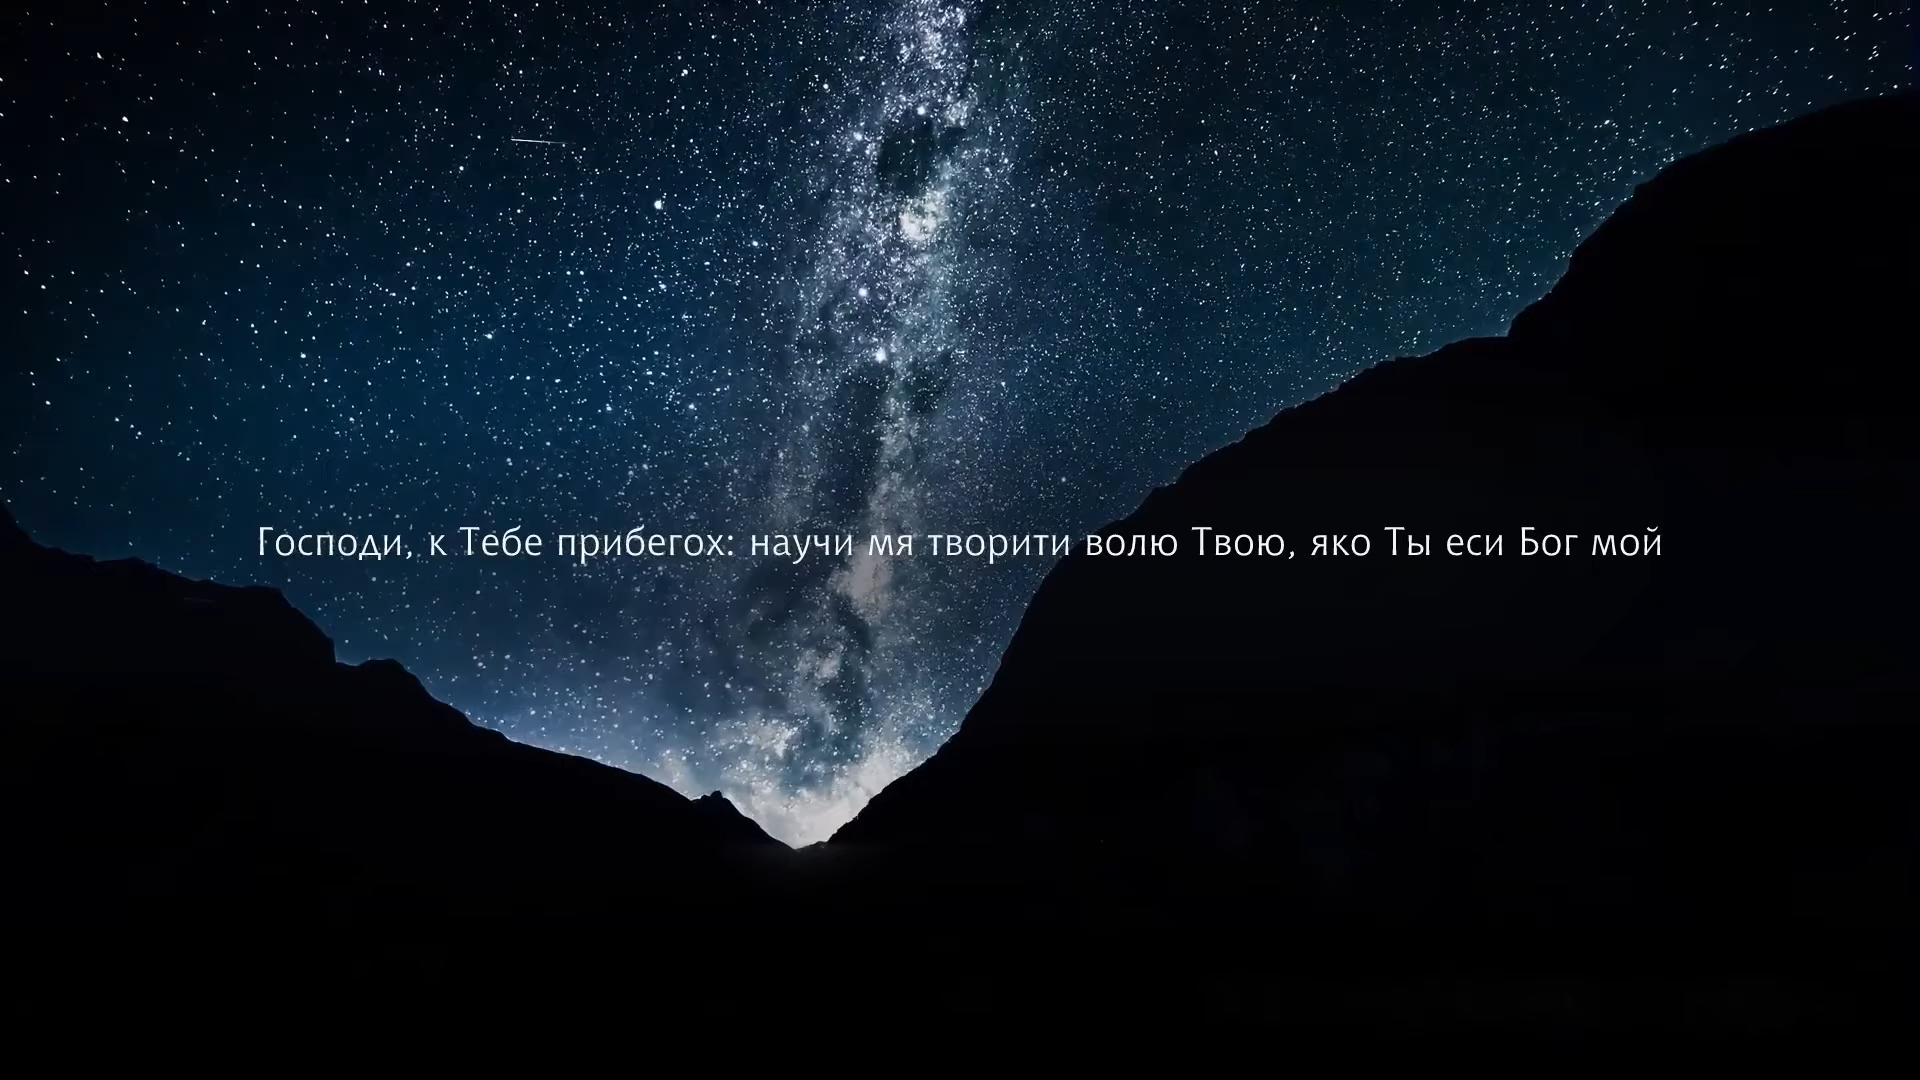 Господи, к Тебе прибегох: научи мя творити волю Твою, яко Ты еси Бог мой